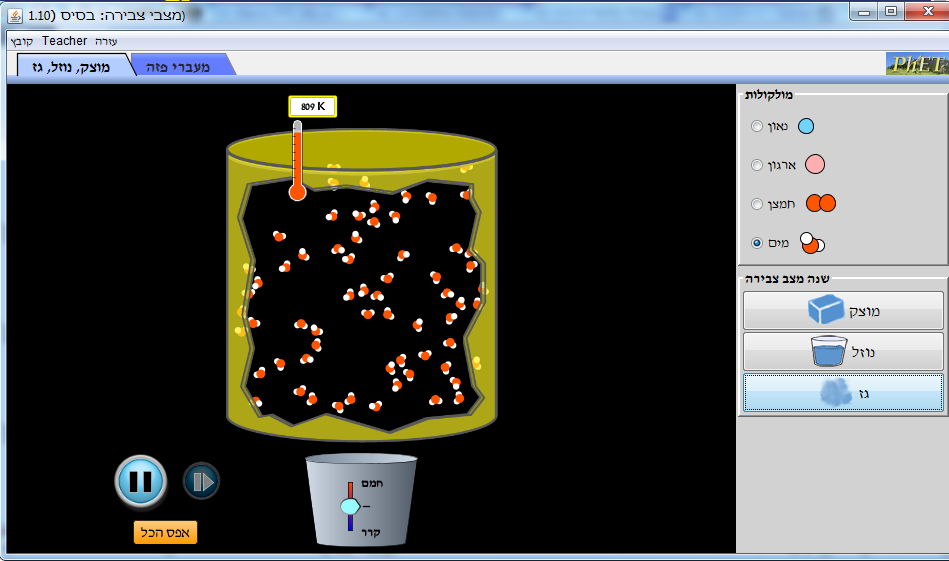 מצבי צבירה: בסיס (1.10)
קובץ Teacher עזרה
מוצק, נוזל, גז
מעברי פזה
PhET
809 K
מולקולות
נאון
ארגון
חמצן
מים
שנה מצב צבירה
מוצק
נוזל
גז
חמם
קרר
אפס הכל